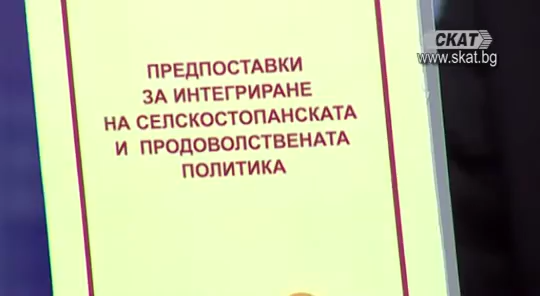 СКАТ
www.skat.bg
ПРЕДПОСТАВКИ
ЗА ИНТЕГРИРАНЕ
НА СЕЛСКОСТОПАНСКАТА
И ПРОДОВОЛСТВЕНАТА
ПОЛИТИКА